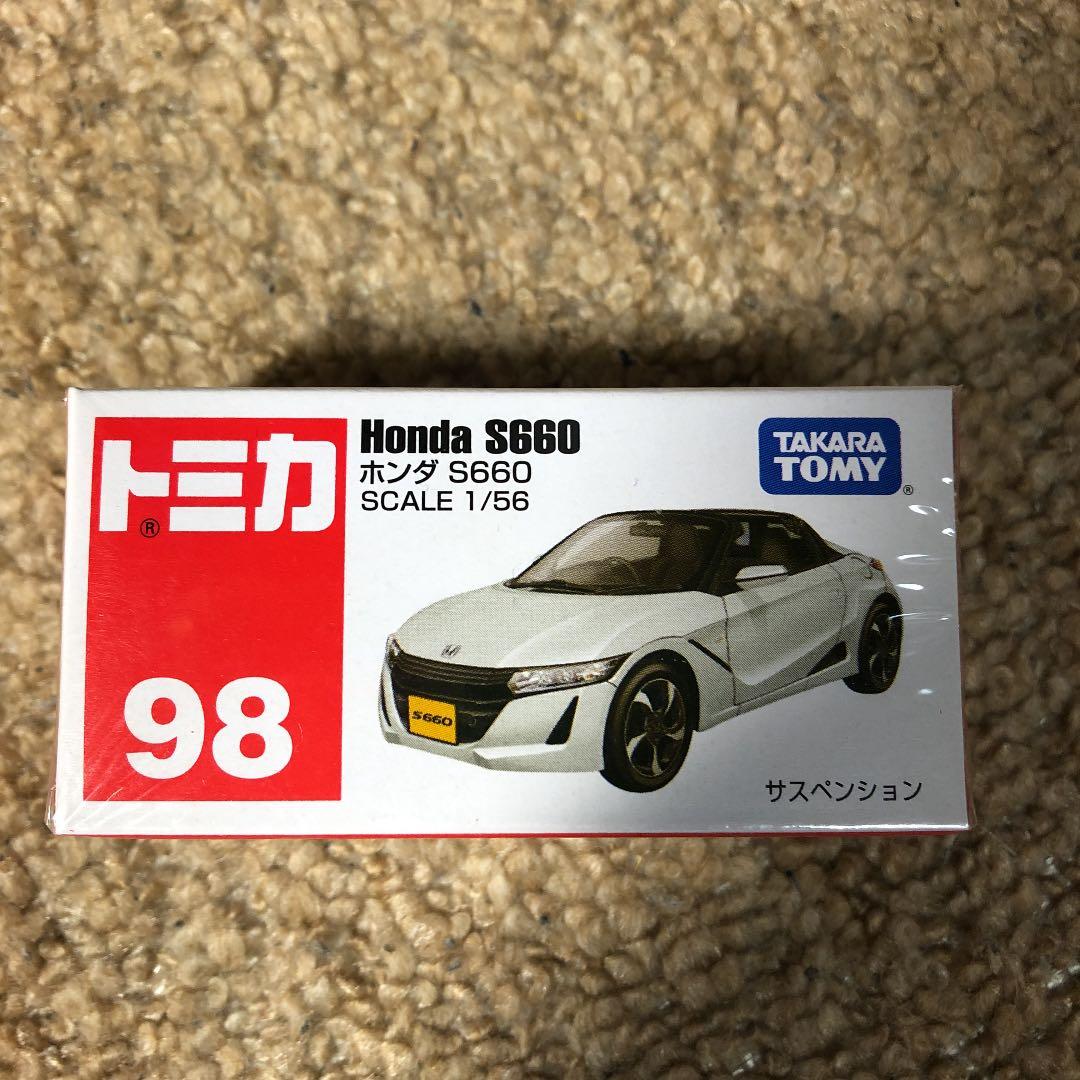 トミカ
®
98
Honda S660
ホンダ S660
SCALE 1/56
TAKARA
TOMY
®
S660
サスペンション